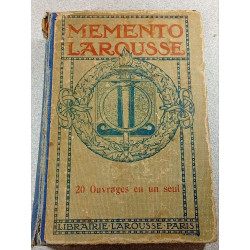 MEMENTO
LAROUSSE
20 Ouvrages en un seul
LIBRAIRIE LAROUSSE PARIS